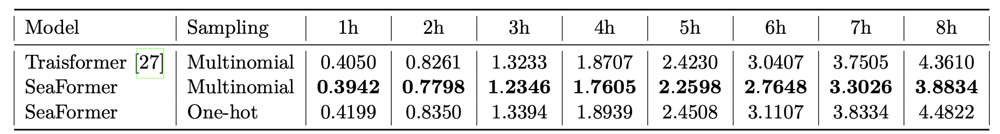 Model Sampling 1h 2h 3h 4h 5h 6h 7h 8h
Traisformer [27] Multinomial 0.4050 0.8261 1.3233 1.8707 2.4230 3.0407 3.7505 4.3610
SeaFormer Multinomial 0.3942 0.7798 1.2346 1.7605 2.2598 2.7648 3.3026 3.8834
SeaFormer One-hot 0.4199 0.8350 1.3394 1.8939 2.4508 3.1107 3.8334 4.4822